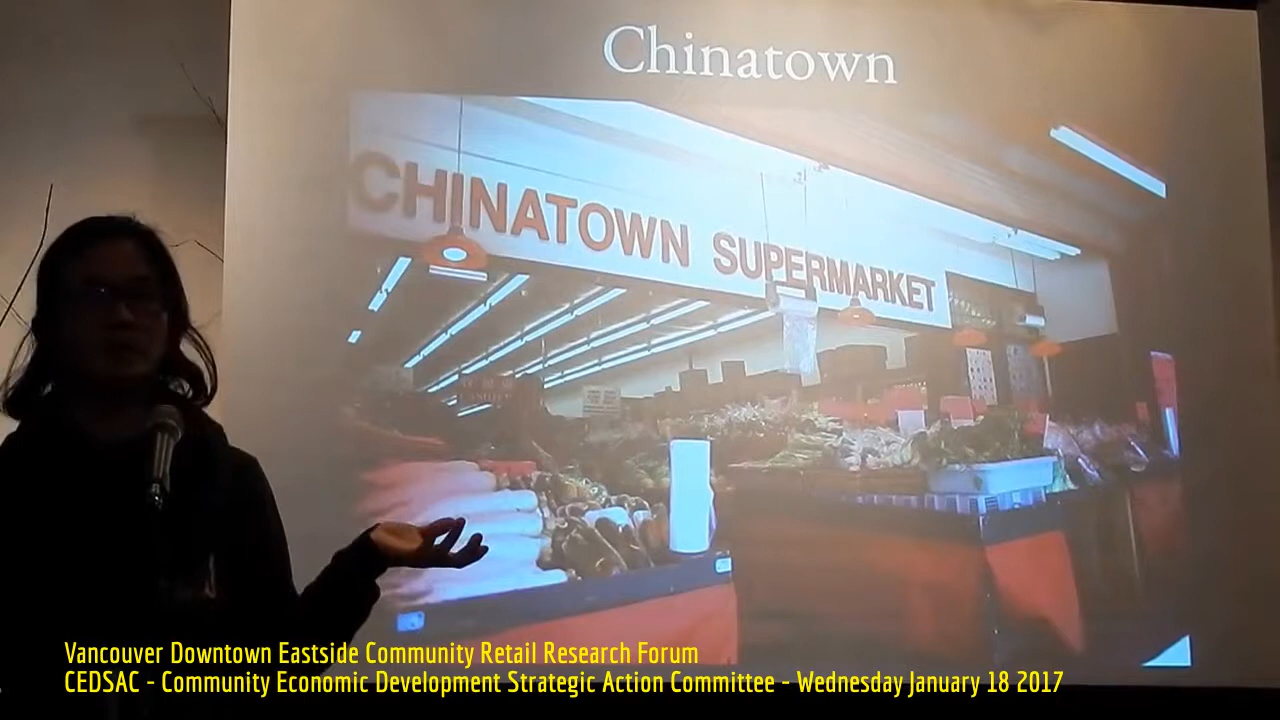 Chinatown
CHINATOWN SUPERMARKET
Vancouver Downtown Eastside Community Retail Research Forum
CEDSAC - Community Economic Development Strategic Action Committee - Wednesday January 18 2017